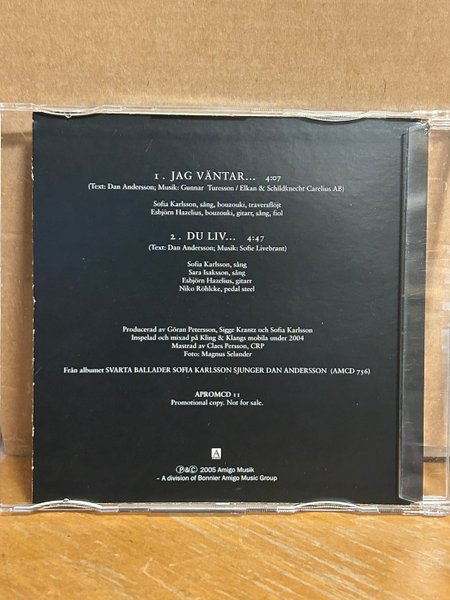 1. JAG VÄNTAR... 4:07
(Text: Dan Andersson; Musik: Gunnar Turesson / Elkan & Schildknecht Carelius AB)
Sofia Karlsson, sång, bouzouki, traversflöjt
Esbjörn Hazelius, bouzouki, gitarr, sång, fiol
2. DU LIV... 4:47
(Text: Dan Andersson; Musik: Sofie Livebrant)
Sofia Karlsson, sång
Sara Isaksson, sång
Esbjörn Hazelius, gitarr
Niko Röhlcke, pedal steel
Producerad av Göran Petersson, Sigge Krantz och Sofia Karlsson
Inspelad och mixad på Kling & Klangs mobila under 2004
Mastrad av Claes Persson, CRP
Foto: Magnus Selander
Från albumet SVARTA BALLADER SOFIA KARLSSON SJUNGER DAN ANDERSSON (AMCD 756)
APROMCD 11
Promotional copy. Not for sale.
A
℗&© 2005 Amigo Musik
– A division of Bonnier Amigo Music Group